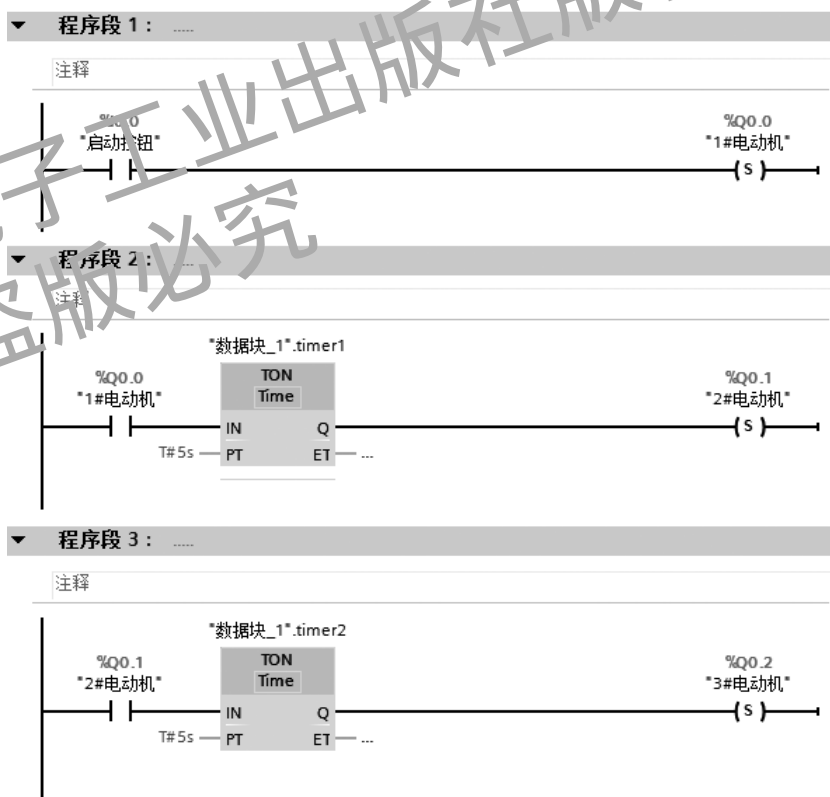 程序段 1： .....
注释
"启动按钮"
%Q0.0
"1#电动机"
S
程序段 2： .....
注释
"数据块_1".timer1
%Q0.0
"1#电动机"
TON
Time
IN Q
T#5s PT ET ...
%Q0.1
"2#电动机"
S
程序段 3： .....
注释
"数据块_1".timer2
%Q0.1
"2#电动机"
TON
Time
IN Q
T#5s PT ET ...
%Q0.2
"3#电动机"
S
子工业出版社版
盗版必究